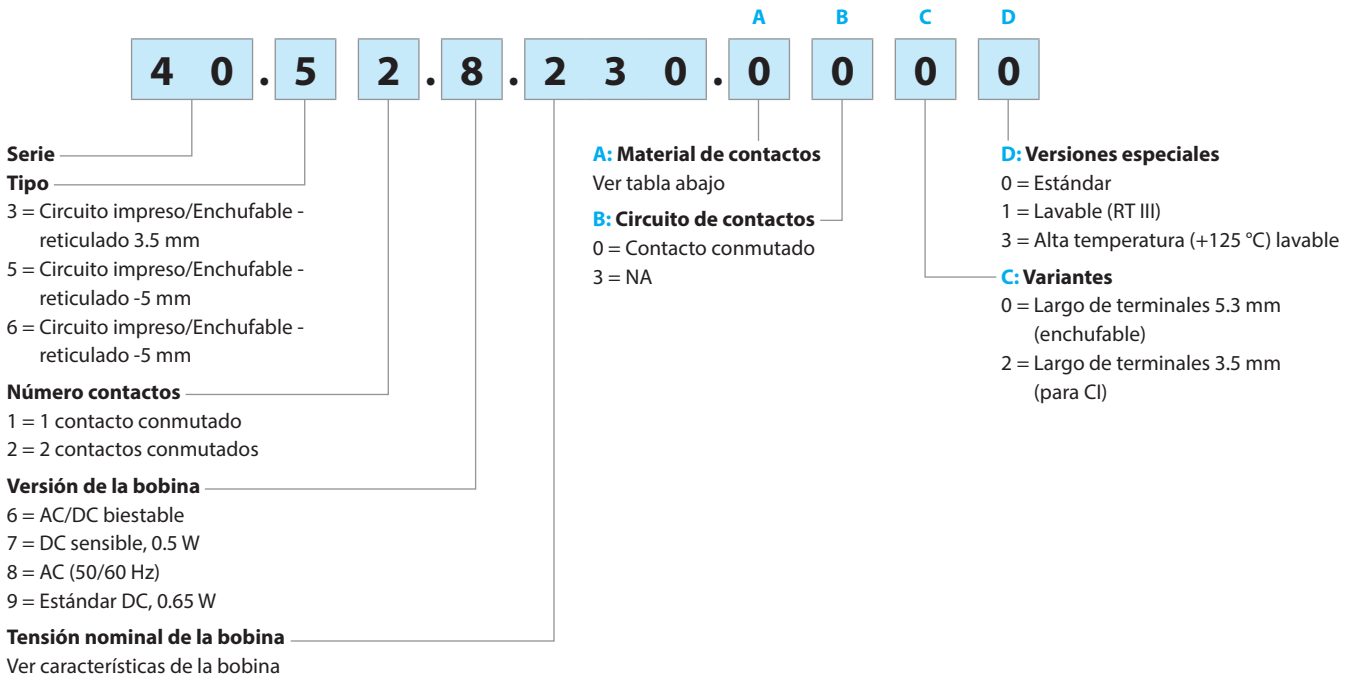 A B C D
4 0 . 5 2 . 8 . 2 3 0 . 0 0 0 0
Serie
Tipo
3 = Circuito impreso/Enchufable -
reticulado 3.5 mm
5 = Circuito impreso/Enchufable -
reticulado -5 mm
6 = Circuito impreso/Enchufable -
reticulado -5 mm
Número contactos
1 = 1 contacto conmutado
2 = 2 contactos conmutados
Versión de la bobina
6 = AC/DC biestable
7 = DC sensible, 0.5 W
8 = AC (50/60 Hz)
9 = Estándar DC, 0.65 W
Tensión nominal de la bobina
Ver características de la bobina
A: Material de contactos
Ver tabla abajo
B: Circuito de contactos
0 = Contacto conmutado
3 = NA
D: Versiones especiales
0 = Estándar
1 = Lavable (RT III)
3 = Alta temperatura (+125 °C) lavable
C: Variantes
0 = Largo de terminales 5.3 mm
(enchufable)
2 = Largo de terminales 3.5 mm
(para CI)